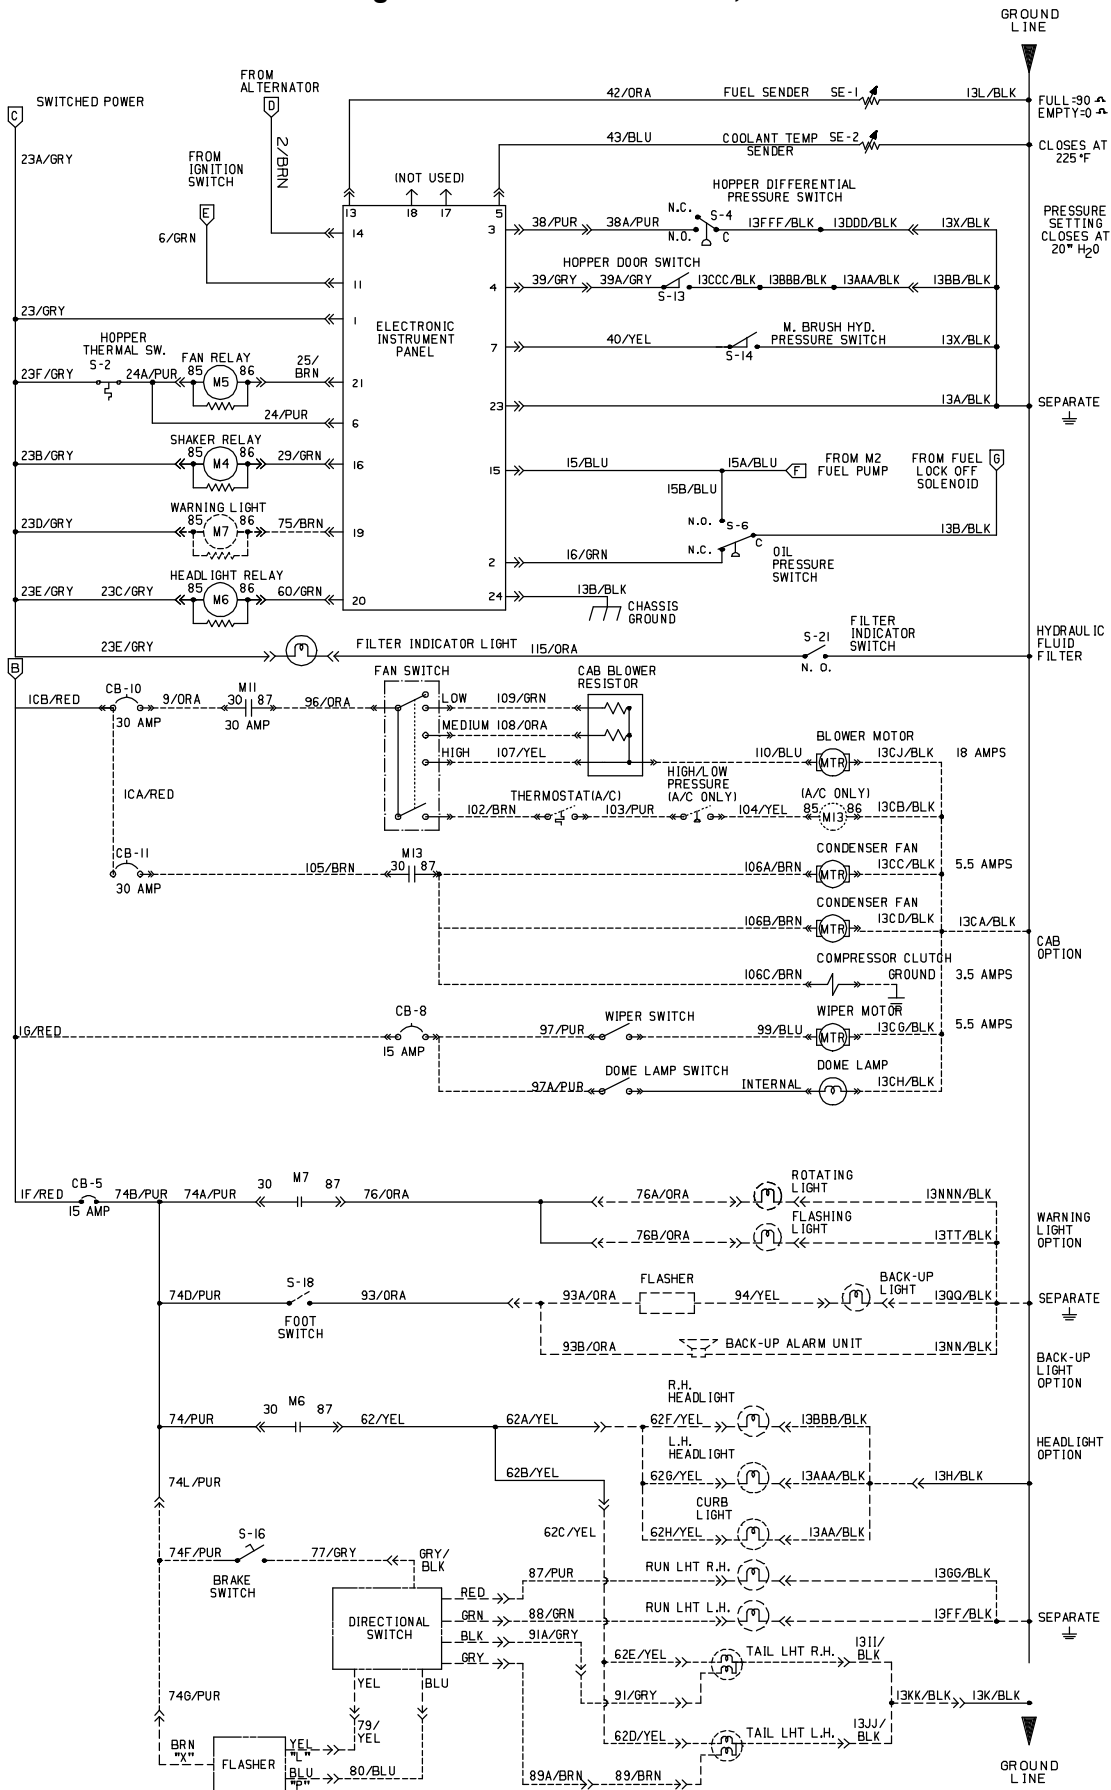 GROUND
LINE
FROM
ALTERNATOR
D
C
SWITCHED POWER
42/ORA
FUEL SENDER
SE-1
13L/BLK
FULL=90 Ω
EMPTY=0 Ω
23A/GRY
2/BRN
43/BLU
COOLANT TEMP
SENDER
SE-2
CLOSES AT
225°F
FROM
IGNITION
SWITCH
E
(NOT USED)
HOPPER DIFFERENTIAL
PRESSURE SWITCH
13
18
17
5
6/GRN
14
3
38/PUR
38A/PUR
N.C.
N.O.
S-4
C
13FFF/BLK
13DDD/BLK
13X/BLK
PRESSURE
SETTING
CLOSES AT
20" H2O
HOPPER DOOR SWITCH
11
4
39/GRY
39A/GRY
S-13
13CCC/BLK
13BBB/BLK
13AAA/BLK
13BB/BLK
23/GRY
1
ELECTRONIC
INSTRUMENT
PANEL
M. BRUSH HYD.
PRESSURE SWITCH
7
40/YEL
S-14
13X/BLK
HOPPER
THERMAL SW.
S-2
FAN RELAY
23F/GRY
24A/PUR
85
M5
86
25/
BRN
21
24/PUR
6
23
13A/BLK
SEPARATE
SHAKER RELAY
23B/GRY
85
M4
86
29/GRN
16
15
15/BLU
15A/BLU
F
FROM M2
FUEL PUMP
FROM FUEL
LOCK OFF
SOLENOID
G
15B/BLU
WARNING LIGHT
23D/GRY
85
M7
86
75/BRN
19
N.O.
S-6
C
N.C.
13B/BLK
2
16/GRN
OIL
PRESSURE
SWITCH
HEADLIGHT RELAY
23E/GRY
23C/GRY
85
M6
86
60/GRN
20
24
13B/BLK
CHASSIS
GROUND
23E/GRY
FILTER INDICATOR LIGHT
115/ORA
S-21
N. O.
FILTER
INDICATOR
SWITCH
HYDRAULIC
FLUID
FILTER
B
FAN SWITCH
CAB BLOWER
RESISTOR
1CB/RED
CB-10
30 AMP
9/ORA
M11
30
87
30 AMP
96/ORA
LOW
109/GRN
MEDIUM
108/ORA
HIGH
107/YEL
110/BLU
BLOWER MOTOR
MTR
13CJ/BLK
18 AMPS
1CA/RED
102/BRN
THERMOSTAT(A/C)
103/PUR
HIGH/LOW
PRESSURE
(A/C ONLY)
104/YEL
(A/C ONLY)
85
M13
86
13CB/BLK
CB-11
30 AMP
105/BRN
M13
30
87
106A/BRN
CONDENSER FAN
MTR
13CC/BLK
5.5 AMPS
106B/BRN
CONDENSER FAN
MTR
13CD/BLK
13CA/BLK
CAB
OPTION
106C/BRN
COMPRESSOR CLUTCH
GROUND
3.5 AMPS
1G/RED
CB-8
15 AMP
97/PUR
WIPER SWITCH
99/BLU
WIPER MOTOR
MTR
13CG/BLK
5.5 AMPS
97A/PUR
DOME LAMP SWITCH
INTERNAL
DOME LAMP
13CH/BLK
1F/RED
CB-5
15 AMP
74B/PUR
74A/PUR
30
M7
87
76/ORA
76A/ORA
ROTATING
LIGHT
13NNN/BLK
76B/ORA
FLASHING
LIGHT
13TT/BLK
WARNING
LIGHT
OPTION
74D/PUR
S-18
FOOT
SWITCH
93/ORA
93A/ORA
FLASHER
94/YEL
BACK-UP
LIGHT
13QQ/BLK
SEPARATE
93B/ORA
BACK-UP ALARM UNIT
13NN/BLK
BACK-UP
LIGHT
OPTION
74/PUR
30
M6
87
62/YEL
62A/YEL
R.H.
HEADLIGHT
62F/YEL
13BBB/BLK
HEADLIGHT
OPTION
74L/PUR
62B/YEL
L.H.
HEADLIGHT
62G/YEL
13AAA/BLK
13H/BLK
62C/YEL
CURB
LIGHT
62H/YEL
13AA/BLK
74F/PUR
S-16
BRAKE
SWITCH
77/GRY
GRY/
BLK
87/PUR
RUN LHT R.H.
13GG/BLK
DIRECTIONAL
SWITCH
RED
GRN
88/GRN
RUN LHT L.H.
13FF/BLK
SEPARATE
BLK
91A/GRY
GRY
62E/YEL
TAIL LHT R.H.
13II/
BLK
YEL
BLU
74G/PUR
91/GRY
13KK/BLK
13K/BLK
79/
YEL
62D/YEL
TAIL LHT L.H.
13JJ/
BLK
BRN
"X"
FLASHER
YEL
"L"
BLU
"P"
80/BLU
89A/BRN
89/BRN
GROUND
LINE